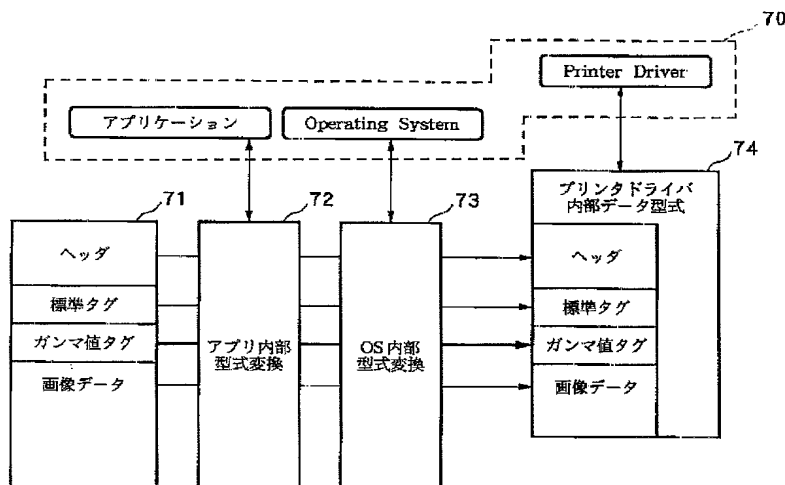 70
Printer Driver
アプリケーション
Operating System
74
プリンタドライバ
内部データ型式
71
72
73
ヘッダ
標準タグ
ガンマ値タグ
画像データ
アプリ内部
型式変換
OS内部
型式変換
ヘッダ
標準タグ
ガンマ値タグ
画像データ